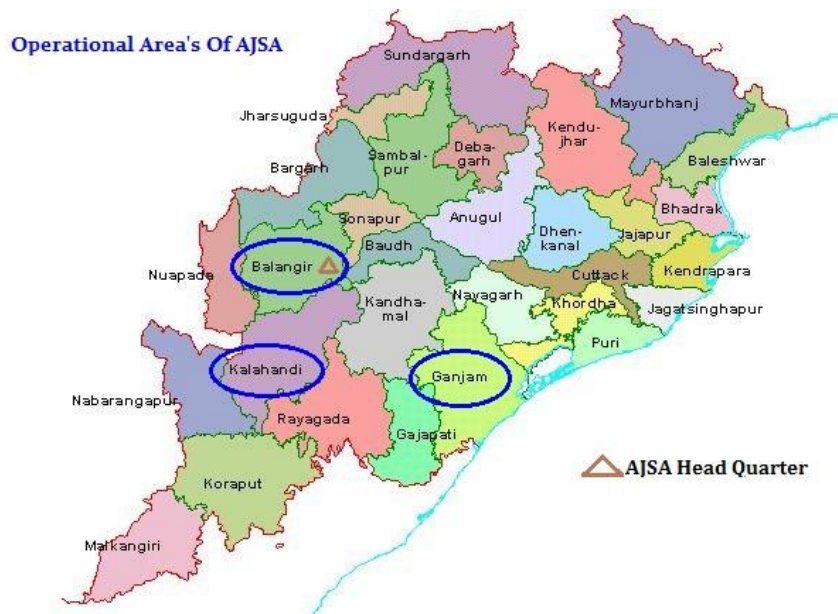 Operational Area's Of AJSA
Sundargarh
Mayurbhanj
Jharsuguda
Kendu-
jhar
Deba-
garh
Sambal-
pur
Baleshwar
Bargarh
Bhadrak
Sonapur
Anugul
Dhen-
kanal
Jajapur
Baudh
Balangir
Nuapada
Cuttack
Kendrapara
Kandha-
mal
Nayagarh
Khordha
Jagatsinghapur
Puri
Kalahandi
Ganjam
Nabarangapur
Rayagada
Gajapati
AJSA Head Quarter
Koraput
Malkangiri